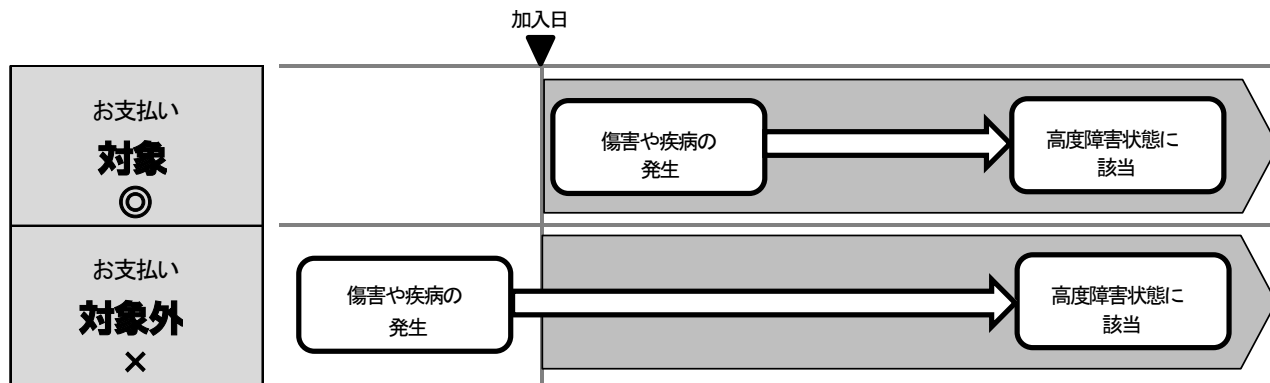 加入日
お支払い
対象
◎
傷害や疾病の
発生
高度障害状態に
該当
お支払い
対象外
×
傷害や疾病の
発生
高度障害状態に
該当